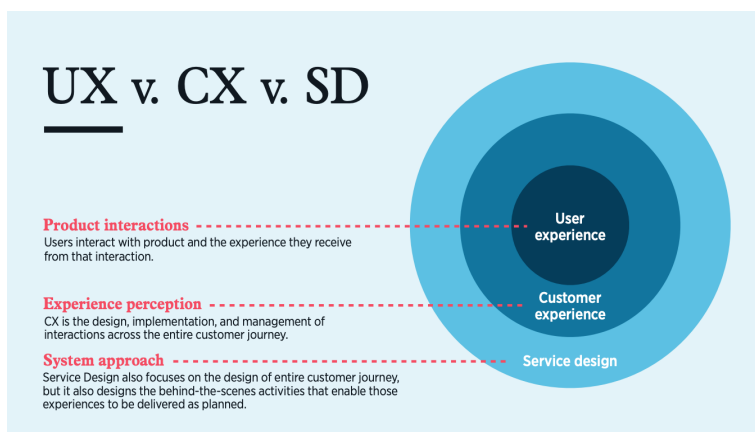 UX v. CX v. SD
Product interactions
Users interact with product and the experience they receive
from that interaction.
Experience perception
CX is the design, implementation, and management of
interactions across the entire customer journey.
System approach
Service Design also focuses on the design of entire customer journey,
but it also designs the behind-the-scenes activities that enable those
experiences to be delivered as planned.
User
experience
Customer
experience
Service design